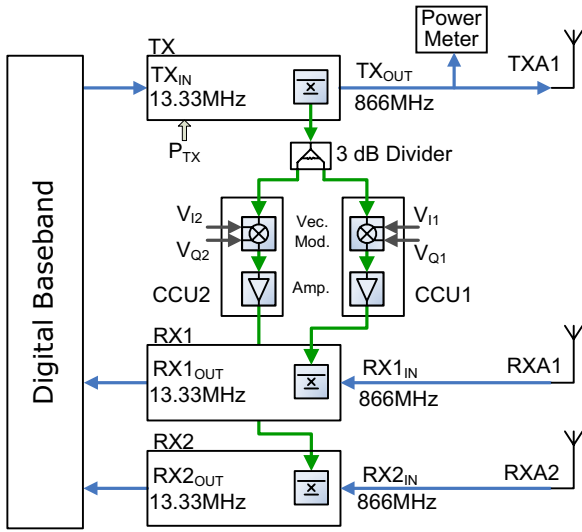 Power
Meter
TX
TXIN
13.33MHz
TXOUT
866MHz
TXA1
PTX
3 dB Divider
VI2
VQ2
Vec.
Mod.
VI1
VQ1
CCU2
Amp.
CCU1
Digital Baseband
RX1
RX1OUT
13.33MHz
RX1IN
866MHz
RXA1
RX2
RX2OUT
13.33MHz
RX2IN
866MHz
RXA2